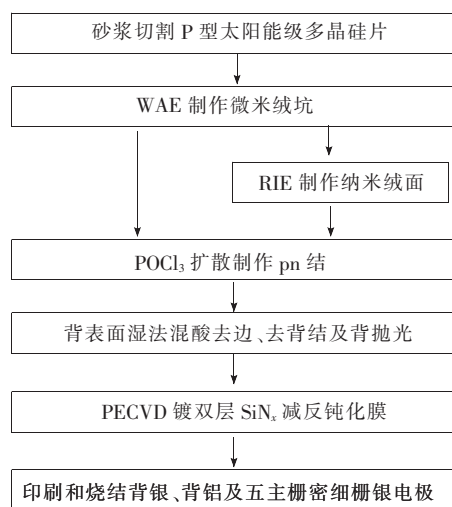 砂浆切割 P 型太阳能级多晶硅片
WAE 制作微米绒坑
RIE 制作纳米绒面
POCl₃ 扩散制作 pn 结
背表面湿法混酸去边、去背结及背抛光
PECVD 镀双层 SiNₓ 减反钝化膜
印刷和烧结背银、背铝及五主栅密细栅银电极